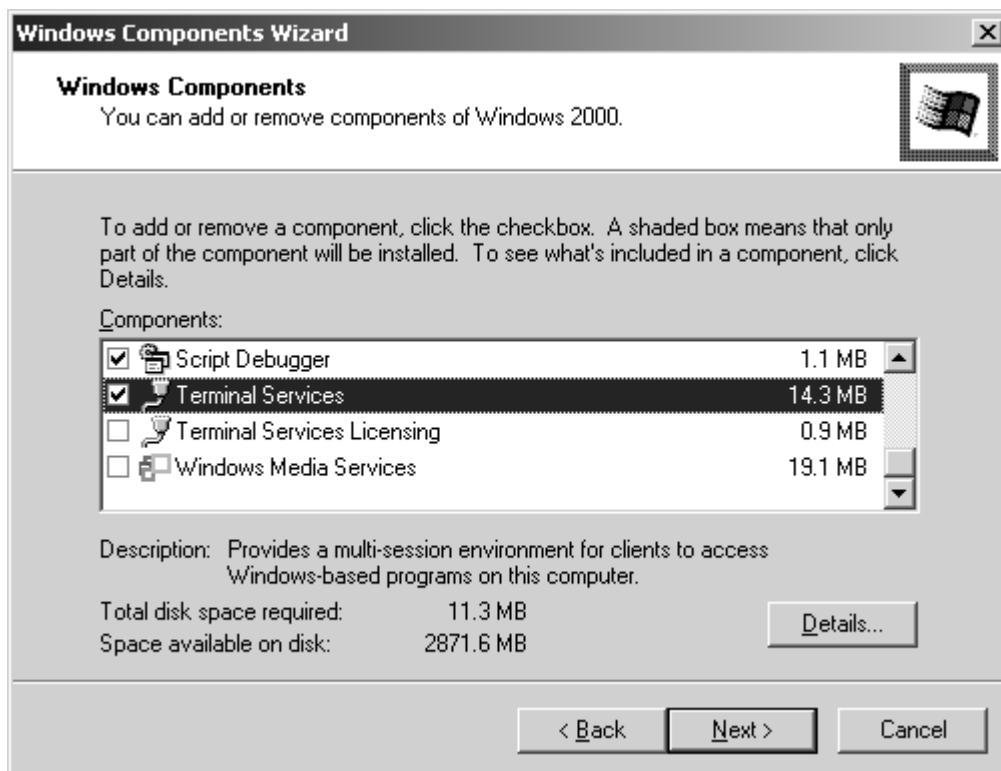 Windows Components Wizard
Windows Components
You can add or remove components of Windows 2000.
To add or remove a component, click the checkbox. A shaded box means that only
part of the component will be installed. To see what's included in a component, click
Details.
Components:
Script Debugger 1.1 MB
Terminal Services 14.3 MB
Terminal Services Licensing 0.9 MB
Windows Media Services 19.1 MB
Description: Provides a multi-session environment for clients to access
Windows-based programs on this computer.
Total disk space required: 11.3 MB
Space available on disk: 2871.6 MB
Details...
< Back Next > Cancel